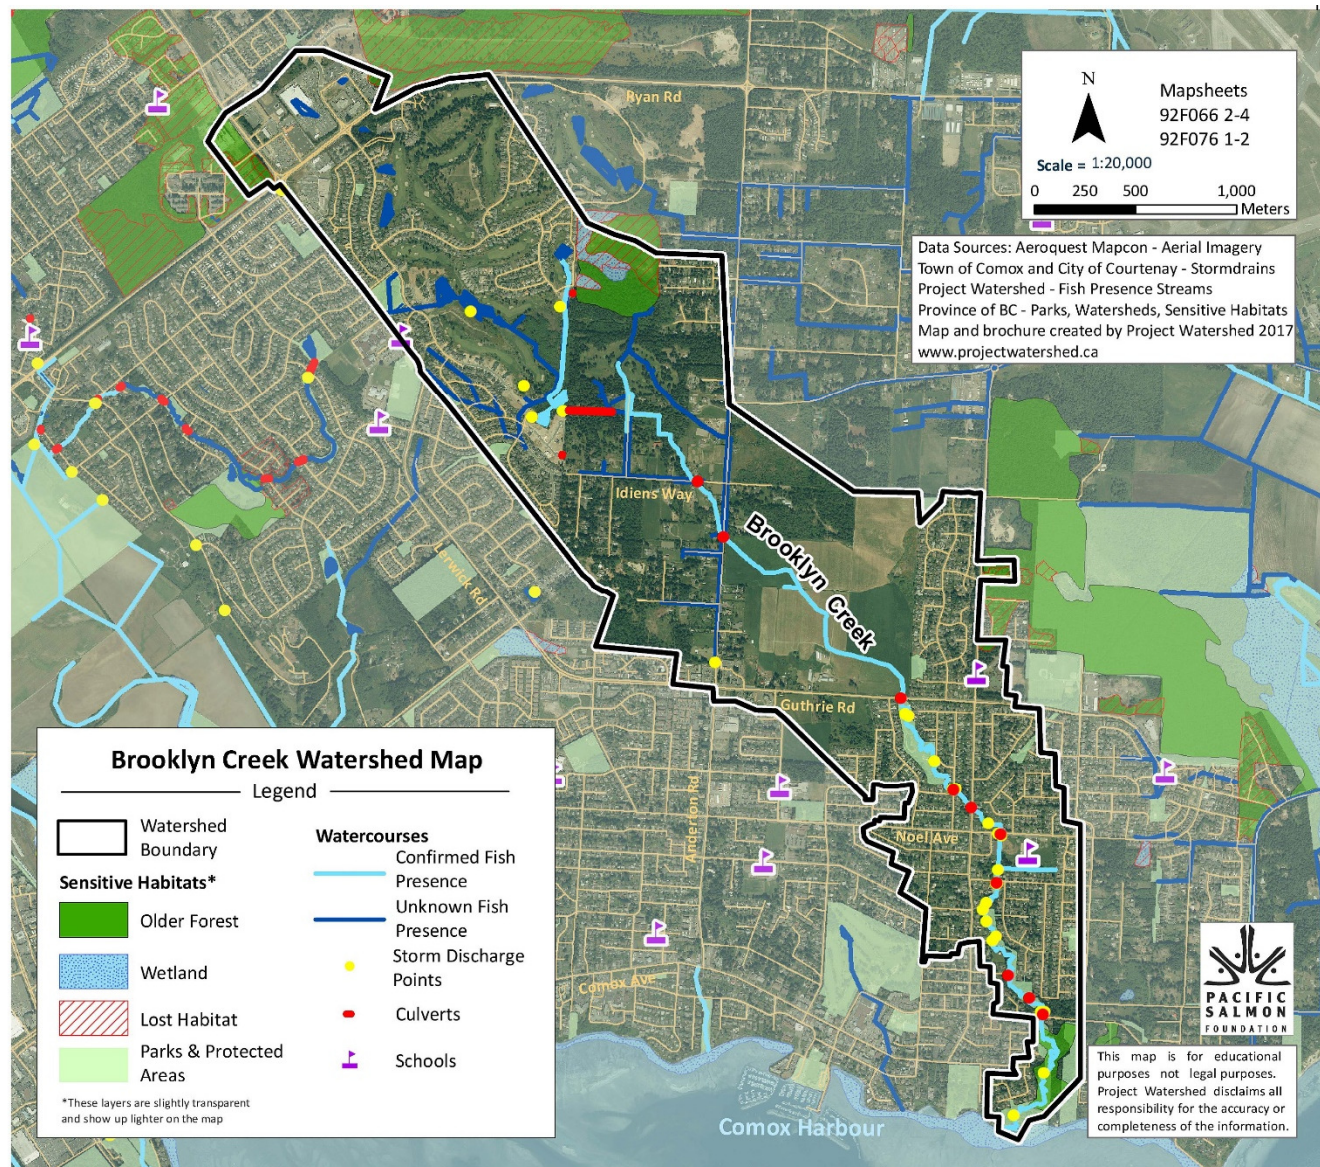 Ryan Rd
N
Mapsheets
92F066 2-4
92F076 1-2
Scale = 1:20,000
0 250 500 1,000
Meters
Data Sources: Aeroquest Mapcon - Aerial Imagery
Town of Comox and City of Courtenay - Stormdrains
Project Watershed - Fish Presence Streams
Province of BC - Parks, Watersheds, Sensitive Habitats
Map and brochure created by Project Watershed 2017
www.projectwatershed.ca
Idiens Way
Brooklyn Creek
Guthrie Rd
Anderton Rd
Noel Ave
Comox Ave
Comox Harbour
Brooklyn Creek Watershed Map
Legend
Watershed
Boundary
Sensitive Habitats*
Older Forest
Wetland
Lost Habitat
Parks & Protected
Areas
*These layers are slightly transparent
and show up lighter on the map
Watercourses
Confirmed Fish
Presence
Unknown Fish
Presence
Storm Discharge
Points
Culverts
Schools
PACIFIC
SALMON
FOUNDATION
This map is for educational
purposes not legal purposes.
Project Watershed disclaims all
responsibility for the accuracy or
completeness of the information.